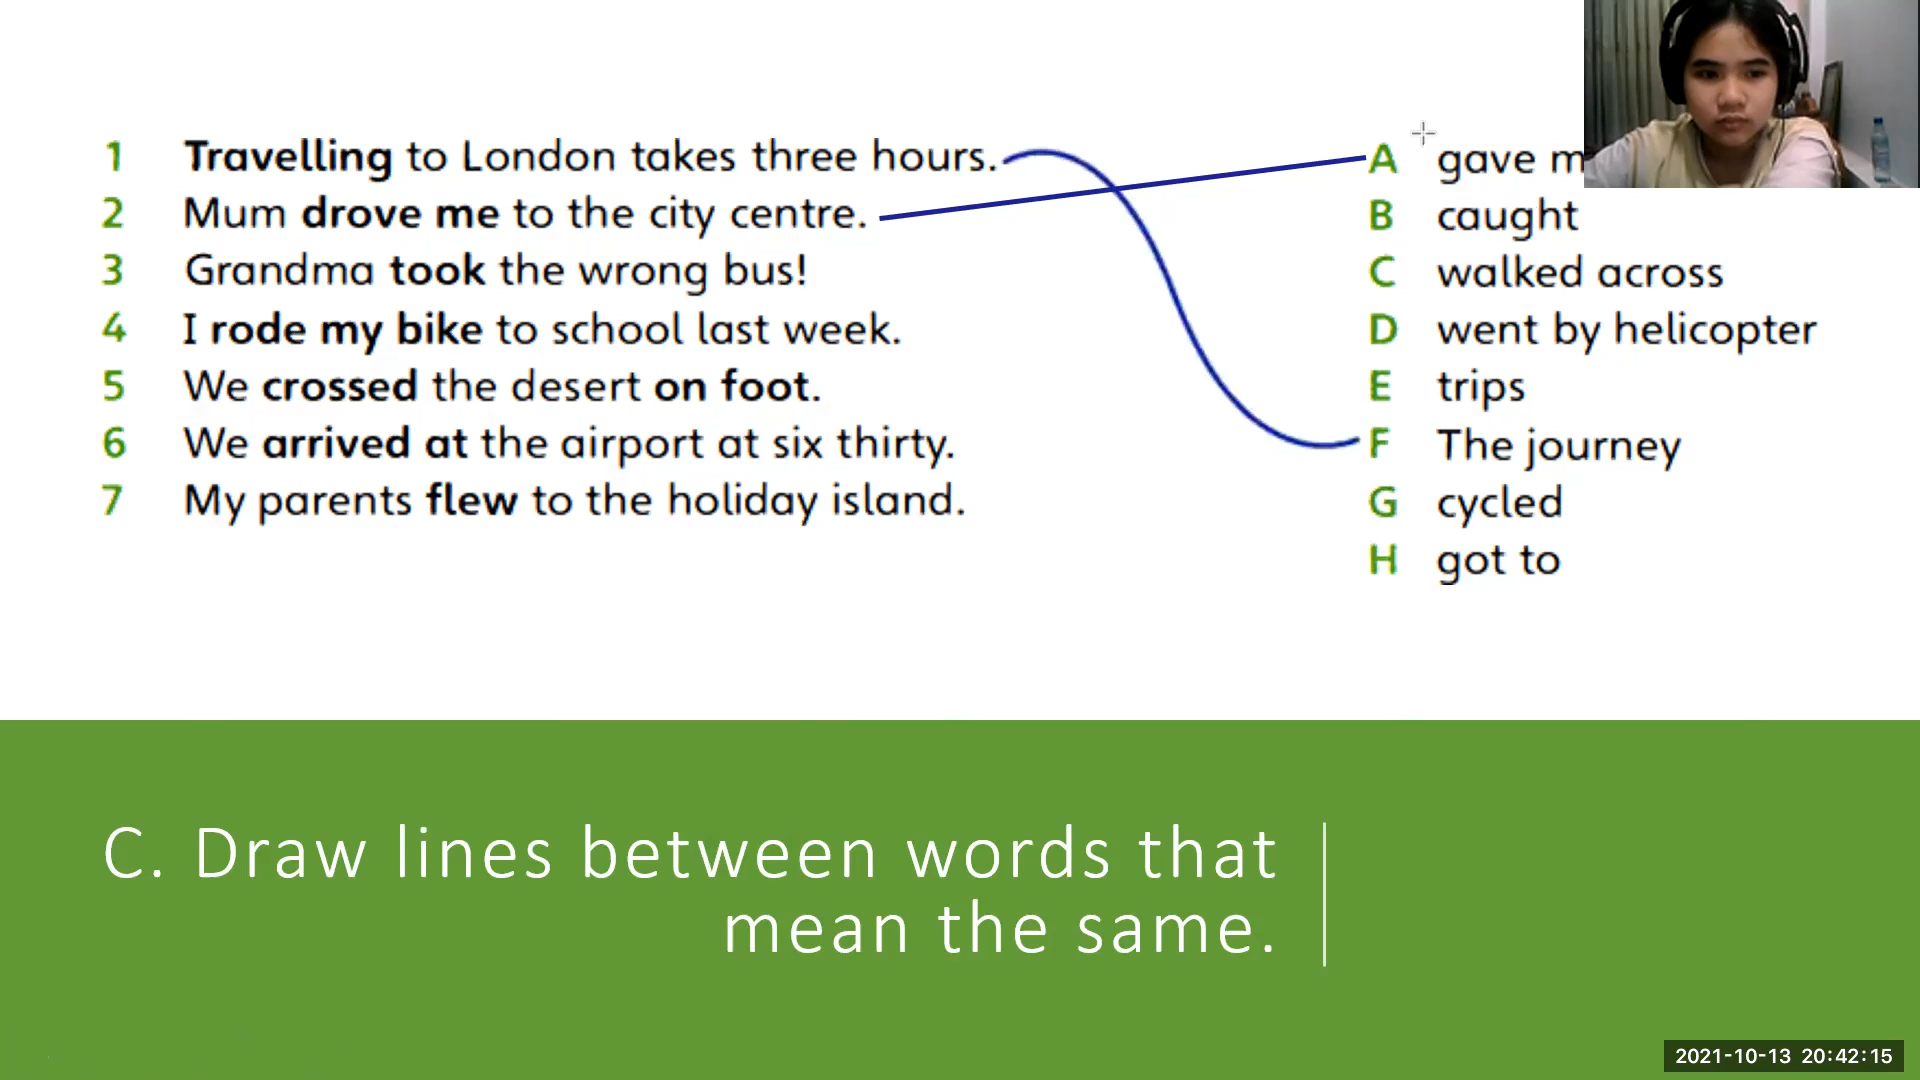 1 Travelling to London takes three hours.
2 Mum drove me to the city centre.
3 Grandma took the wrong bus!
4 I rode my bike to school last week.
5 We crossed the desert on foot.
6 We arrived at the airport at six thirty.
7 My parents flew to the holiday island.
A gave
B caught
C walked across
D went by helicopter
E trips
F The journey
G cycled
H got to
C. Draw lines between words that
mean the same.
2021-10-13 20:42:15